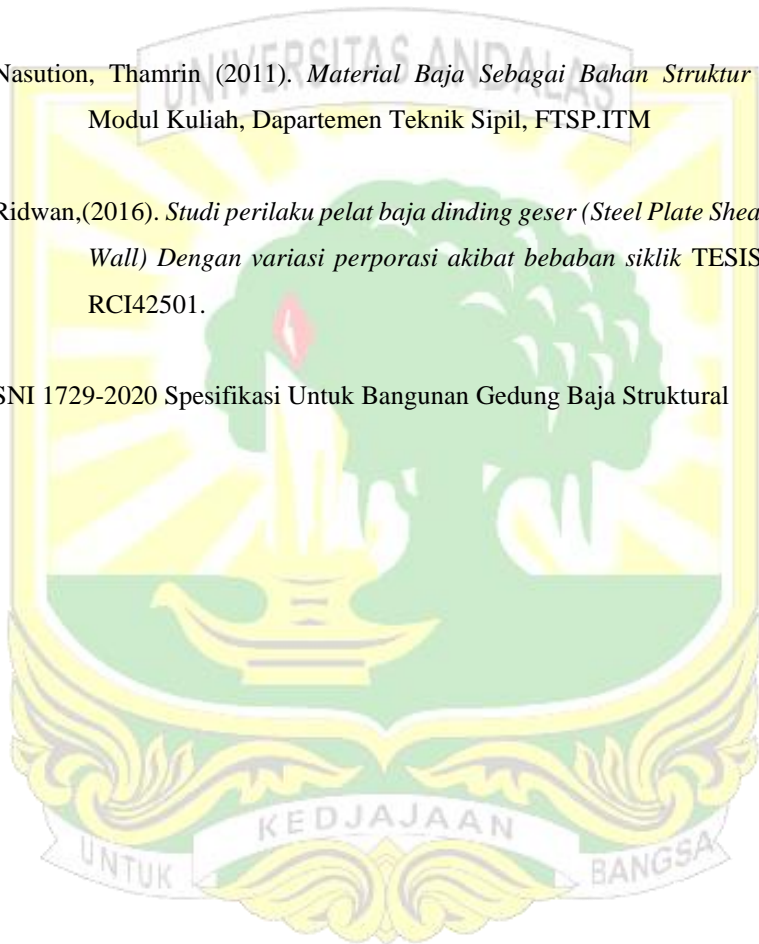 UNIVERSITAS ANDALAS
Nasution, Thamrin (2011). Material Baja Sebagai Bahan Struktur
Modul Kuliah, Dapartemen Teknik Sipil, FTSP.ITM
Ridwan,(2016). Studi perilaku pelat baja dinding geser (Steel Plate Shea
Wall) Dengan variasi perporasi akibat bebaban siklik TESIS
RCI42501.
SNI 1729-2020 Spesifikasi Untuk Bangunan Gedung Baja Struktural
UNTUK KEDJAJAAN BANGSA